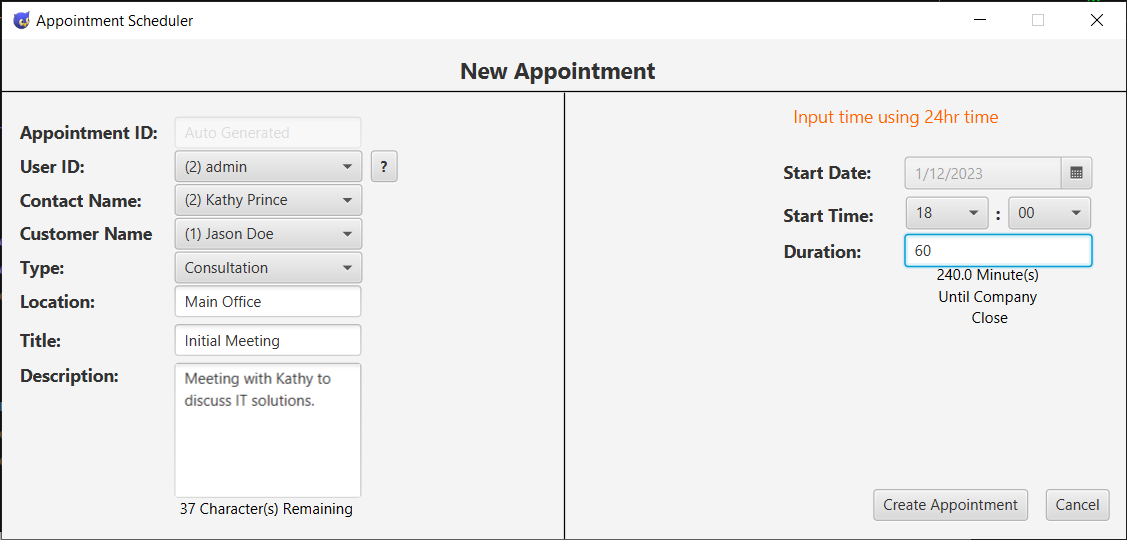 Appointment Scheduler
New Appointment
Appointment ID: Auto Generated
User ID: (2) admin ?
Contact Name: (2) Kathy Prince
Customer Name (1) Jason Doe
Type: Consultation
Location: Main Office
Title: Initial Meeting
Description: Meeting with Kathy to
discuss IT solutions.
37 Character(s) Remaining
Input time using 24hr time
Start Date: 1/12/2023
Start Time: 18 : 00
Duration: 60
240.0 Minute(s)
Until Company
Close
Create Appointment Cancel